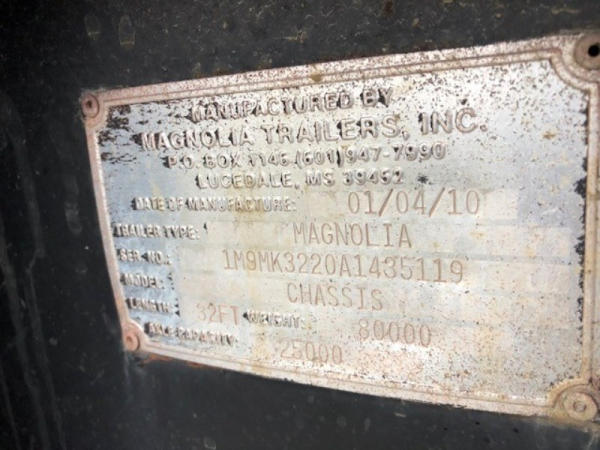 MANUFACTURED BY
MAGNOLIA TRAILERS, INC.
P.O. BOX 1146/(601)947-7990
LUCEDALE, MS 39452
DATE OF MANUFACTURE: 01/04/10
TRAILER TYPE: MAGNOLIA
SER NO.: 1M9MK3220A1435119
MODEL: CHASSIS
LENGTH: 32FT WEIGHT: 80000
AXLE CAPACITY: 25000